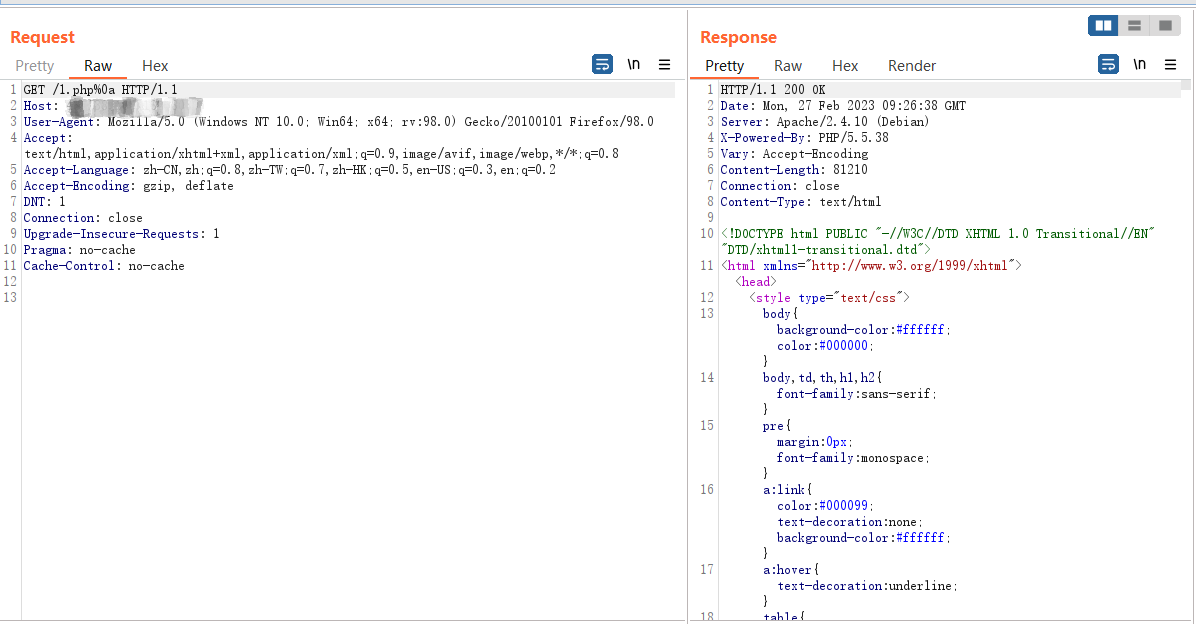 Request
Pretty Raw Hex
\n
1 GET /1.php%0a HTTP/1.1
2 Host:
3 User-Agent: Mozilla/5.0 (Windows NT 10.0; Win64; x64; rv:98.0) Gecko/20100101 Firefox/98.0
4 Accept:
text/html,application/xhtml+xml,application/xml;q=0.9,image/avif,image/webp,*/*;q=0.8
5 Accept-Language: zh-CN,zh;q=0.8,zh-TW;q=0.7,zh-HK;q=0.5,en-US;q=0.3,en;q=0.2
6 Accept-Encoding: gzip, deflate
7 DNT: 1
8 Connection: close
9 Upgrade-Insecure-Requests: 1
10 Pragma: no-cache
11 Cache-Control: no-cache
12
13
Response
Pretty Raw Hex Render
\n
1 HTTP/1.1 200 OK
2 Date: Mon, 27 Feb 2023 09:26:38 GMT
3 Server: Apache/2.4.10 (Debian)
4 X-Powered-By: PHP/5.5.38
5 Vary: Accept-Encoding
6 Content-Length: 81210
7 Connection: close
8 Content-Type: text/html
9
10 <!DOCTYPE html PUBLIC "-//W3C//DTD XHTML 1.0 Transitional//EN"
"DTD/xhtml1-transitional.dtd">
11 <html xmlns="http://www.w3.org/1999/xhtml">
<head>
12 <style type="text/css">
13 body{
background-color:#ffffff;
color:#000000;
}
14 body,td,th,h1,h2{
font-family:sans-serif;
}
15 pre{
margin:0px;
font-family:monospace;
}
16 a:link{
color:#000099;
text-decoration:none;
background-color:#ffffff;
}
17 a:hover{
text-decoration:underline;
}
18 table{